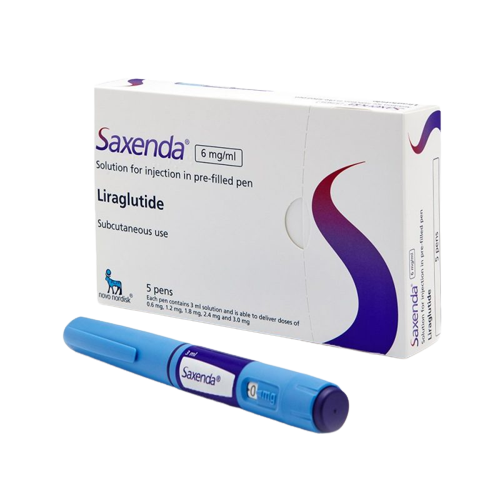 Saxenda® 6 mg/ml
Solution for injection in pre-filled pen
Liraglutide
Subcutaneous use
5 pens
Each pen contains 3 ml solution and is able to deliver doses of
0.6 mg, 1.2 mg, 1.8 mg, 2.4 mg and 3.0 mg
novo nordisk®
Saxenda® 6 mg/ml
Solution for injection in pre-filled pen
Liraglutide
5 pens
3 ml
Saxenda®
0 mg